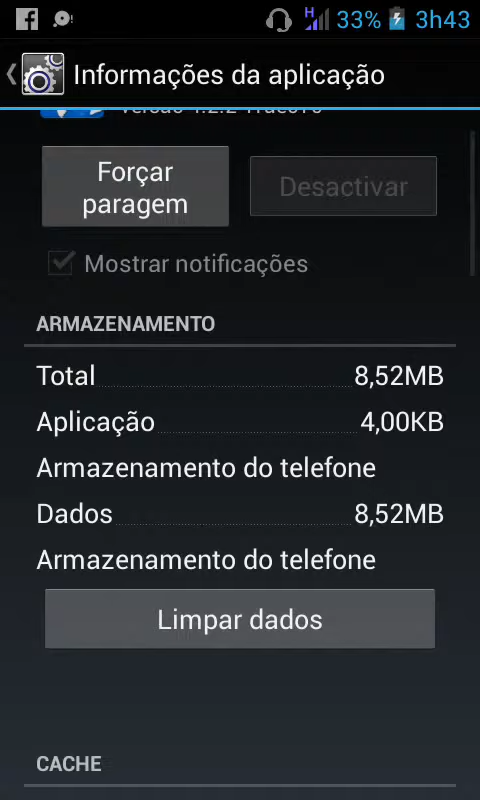 H 33% 3h43
Informações da aplicação
Forçar
paragem
Desactivar
Mostrar notificações
ARMAZENAMENTO
Total 8,52MB
Aplicação 4,00KB
Armazenamento do telefone
Dados 8,52MB
Armazenamento do telefone
Limpar dados
CACHE